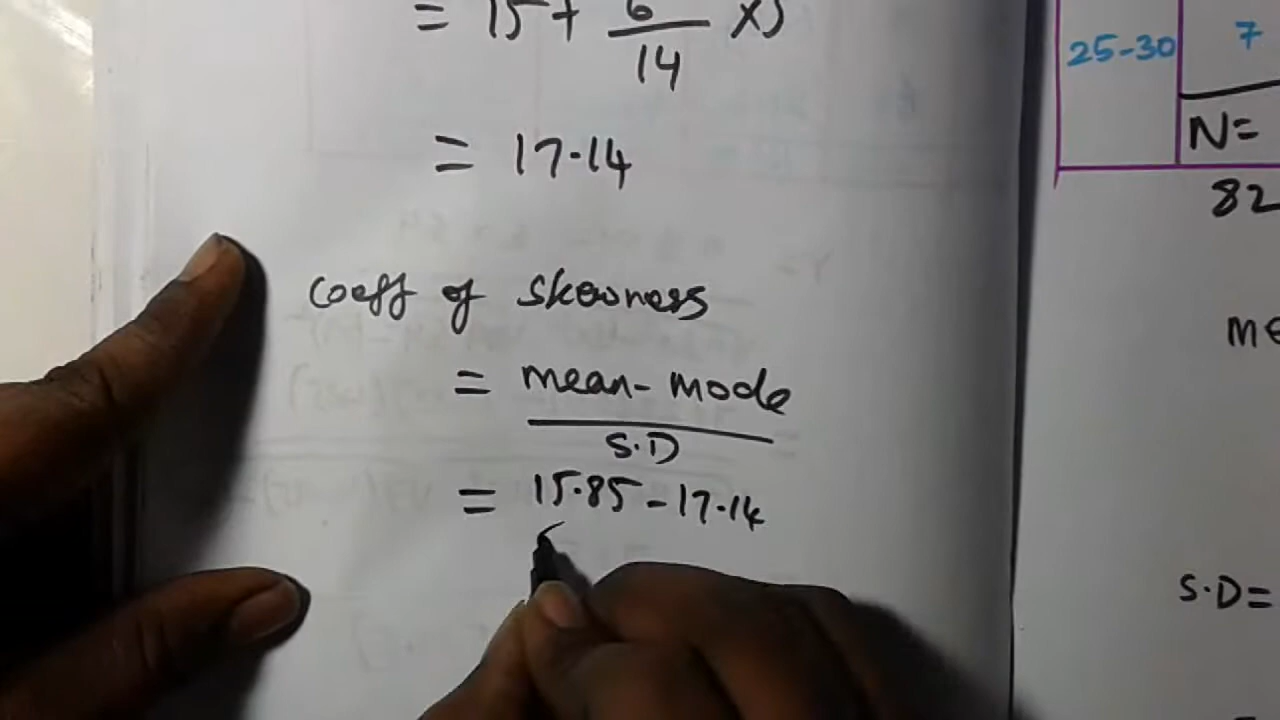 = 15 + 6/14 x5
= 17.14
coeff of skewness
= mean - mode
S.D
= 15.85 - 17.14
25-30 7
N=
82
S.D=